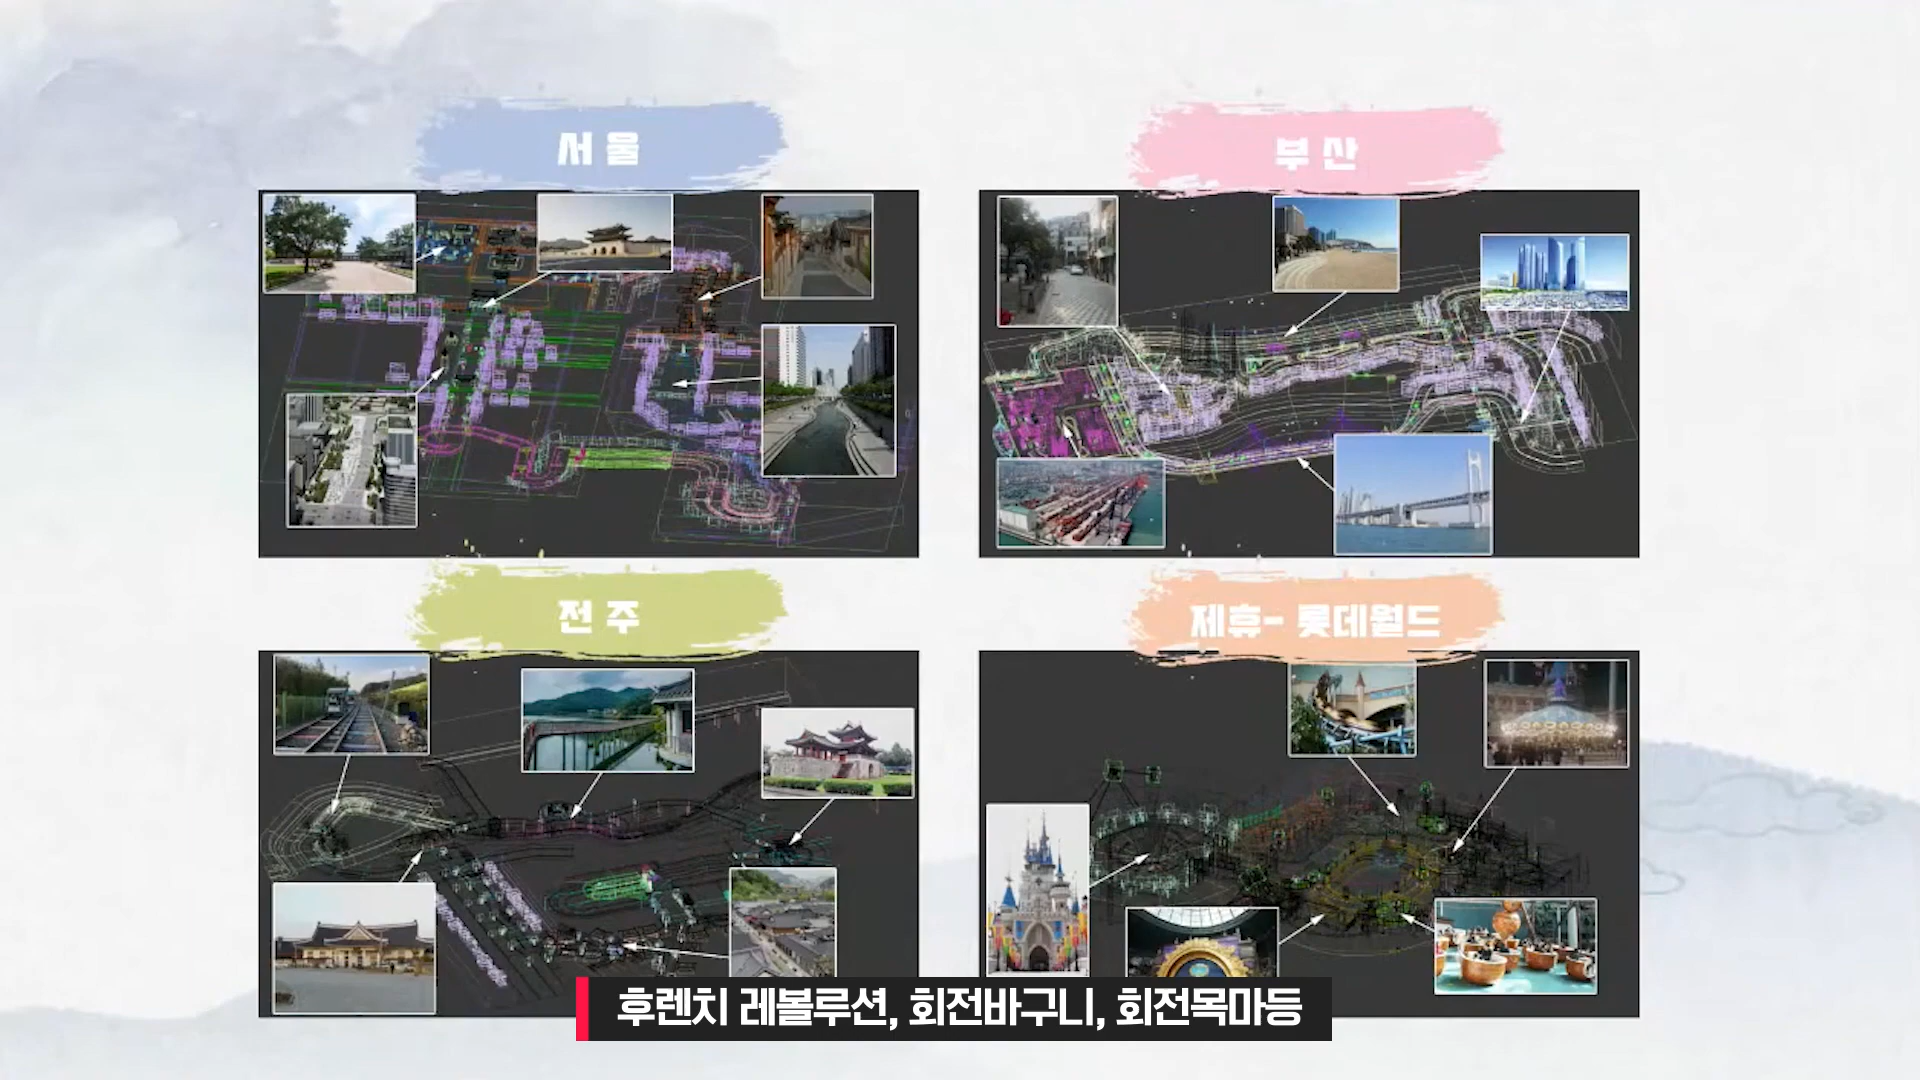 서울
부산
전주
제휴- 롯데월드
후렌치 레볼루션, 회전바구니, 회전목마등